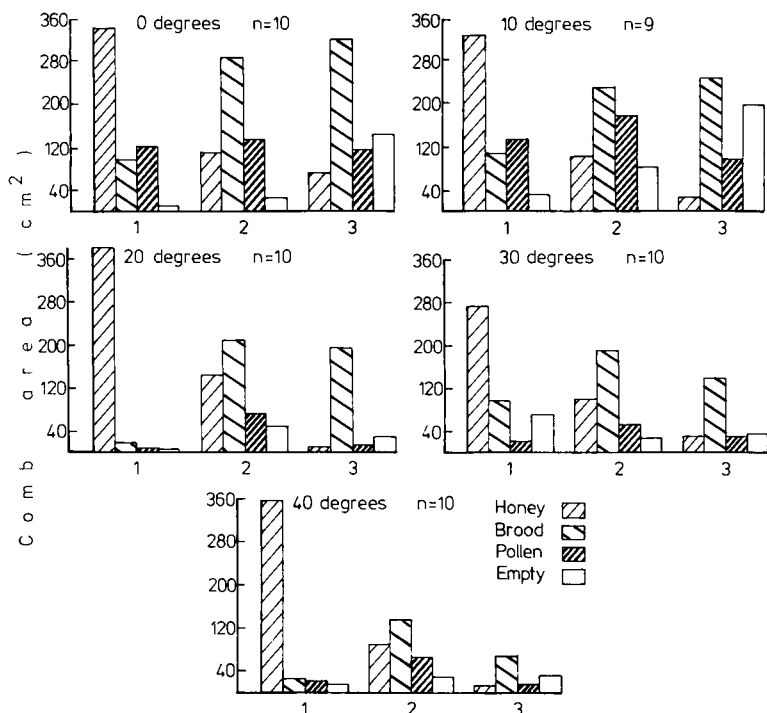 Comb area (cm2)
0 degrees n=10
360
280
200
120
40
1 2 3
10 degrees n=9
360
280
200
120
40
1 2 3
20 degrees n=10
360
280
200
120
40
1 2 3
30 degrees n=10
360
280
200
120
40
1 2 3
40 degrees n=10
360
280
200
120
40
1 2 3
Honey
Brood
Pollen
Empty